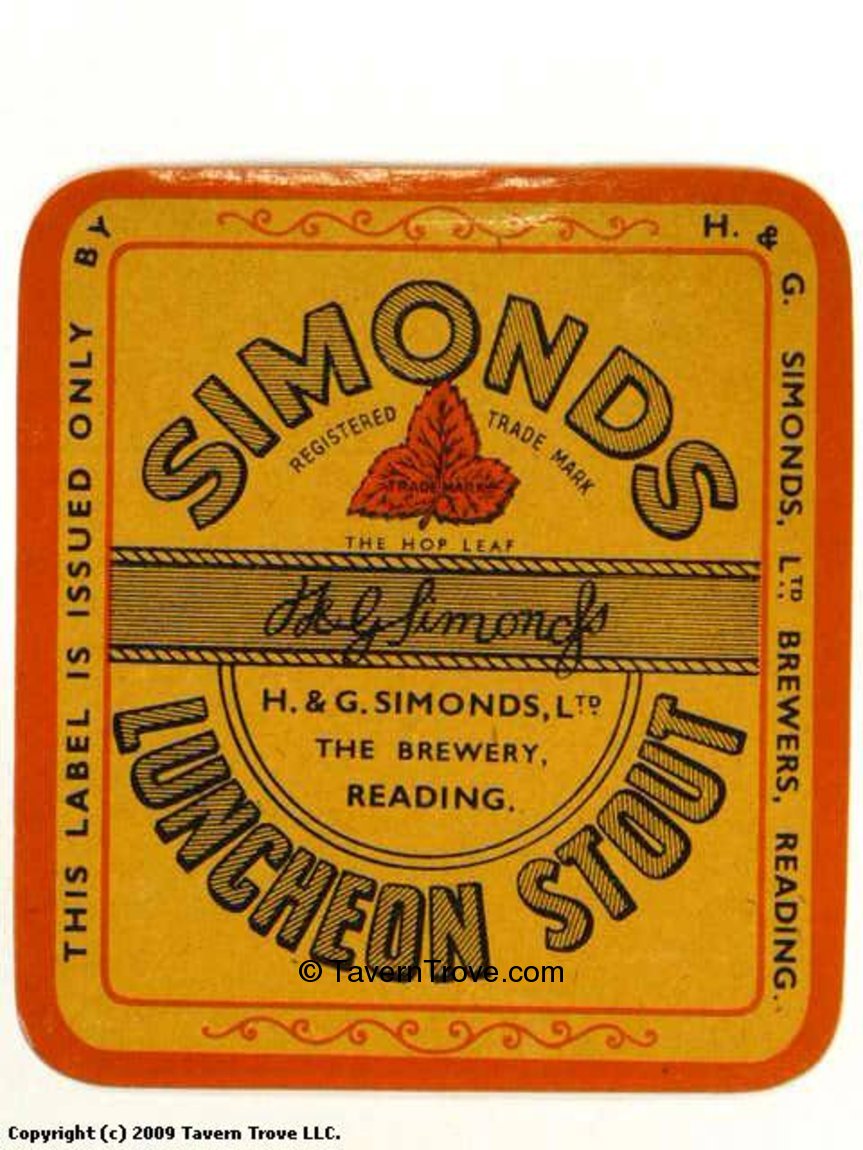 THIS LABEL IS ISSUED ONLY BY
H. & G. SIMONDS, LTD. BREWERS, READING.
SIMONDS
REGISTERED TRADE MARK
TRADE MARK
THE HOP LEAF
H & G Simonds
H. & G. SIMONDS, LTD.
THE BREWERY,
READING.
LUNCHEON STOUT
© TavernTrove.com
Copyright (c) 2009 Tavern Trove LLC.